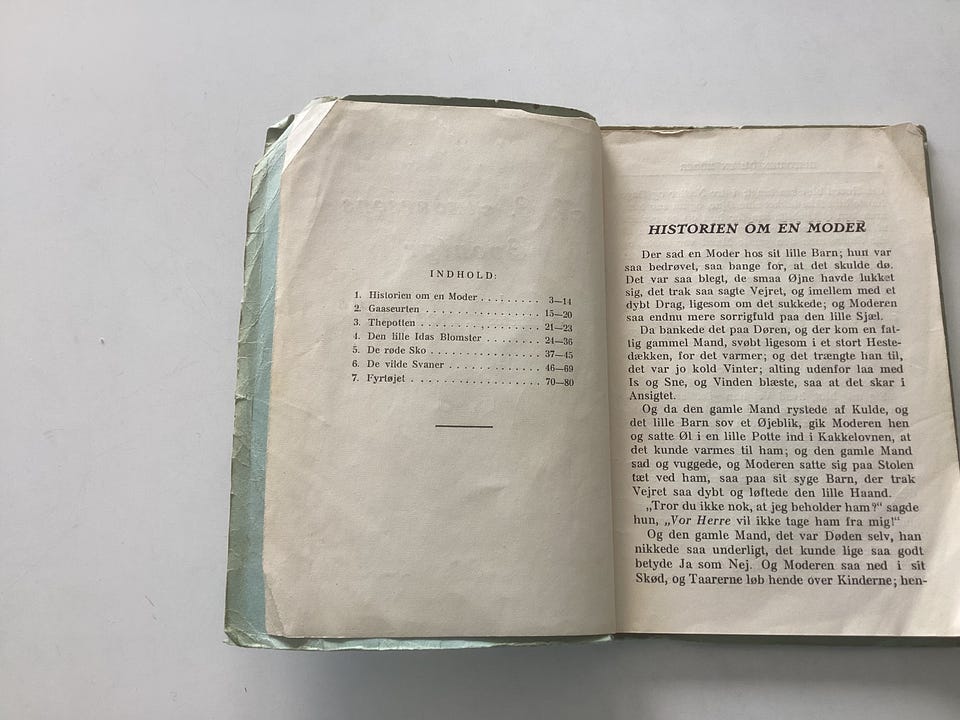 INDHOLD:
1. Historien om en Moder . . . . . . . . . 3—14
2. Gaaseurten . . . . . . . . . . . . . . . . . 15—20
3. Thepotten . . . . . . . . . . . . . . . . . . 21—23
4. Den lille Idas Blomster . . . . . . . . . 24—36
5. De røde Sko . . . . . . . . . . . . . . . . . 37—45
6. De vilde Svaner . . . . . . . . . . . . . . 46—69
7. Fyrtøjet . . . . . . . . . . . . . . . . . . . 70—80
HISTORIEN OM EN MODER
Der sad en Moder hos sit lille Barn; hun var
saa bedrøvet, saa bange for, at det skulde dø.
Det var saa blegt, de smaa Øjne havde lukket
sig, det trak saa sagte Vejret, og imellem med et
dybt Drag, ligesom om det sukkede; og Moderen
saa endnu mere sorrigfuld paa den lille Sjæl.
Da bankede det paa Døren, og der kom en fat-
tig gammel Mand, svøbt ligesom i et stort Heste-
dækken, for det varmer; og det trængte han til,
det var jo kold Vinter; alting udenfor laa med
Is og Sne, og Vinden blæste, saa at det skar i
Ansigtet.
Og da den gamle Mand rystede af Kulde, og
det lille Barn sov et Øjeblik, gik Moderen hen
og satte Øl i en lille Potte ind i Kakkelovnen, at
det kunde varmes til ham; og den gamle Mand
sad og vuggede, og Moderen satte sig paa Stolen
tæt ved ham, saa paa sit syge Barn, der trak
Vejret saa dybt og løftede den lille Haand.
„Tror du ikke nok, at jeg beholder ham?“ sagde
hun, „Vor Herre vil ikke tage ham fra mig!“
Og den gamle Mand, det var Døden selv, han
nikkede saa underligt, det kunde lige saa godt
betyde Ja som Nej. Og Moderen saa ned i sit
Skød, og Taarerne løb hende over Kinderne; hen-